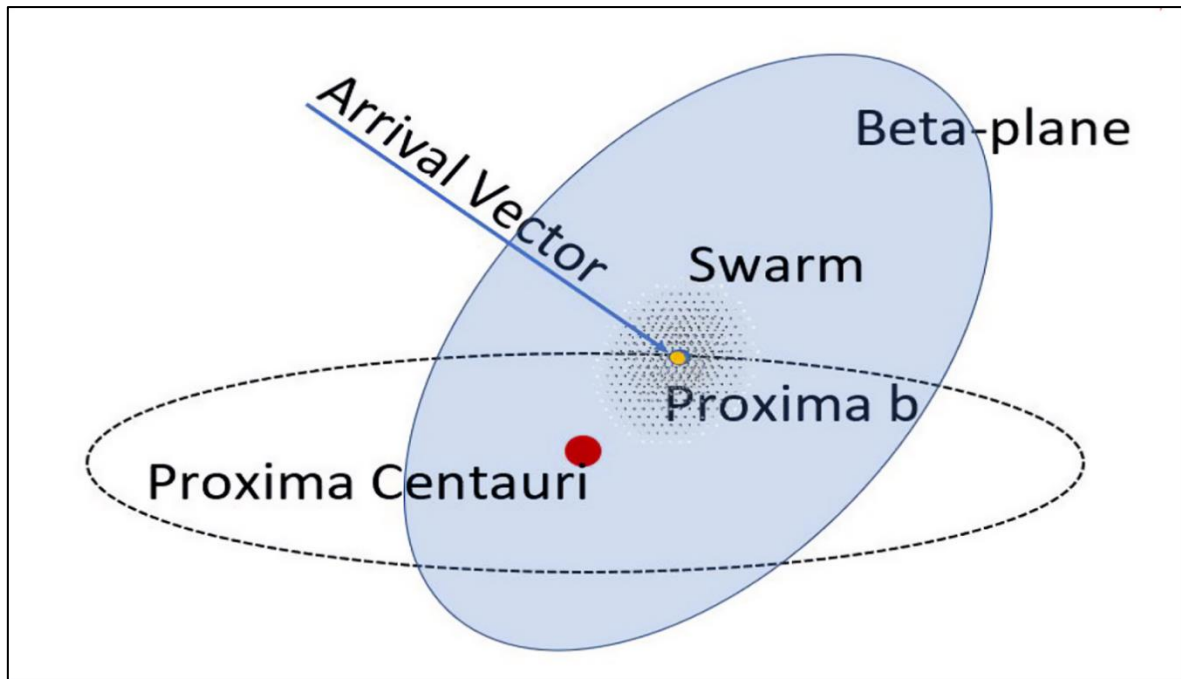 Arrival Vector
Beta-plane
Swarm
Proxima b
Proxima Centauri